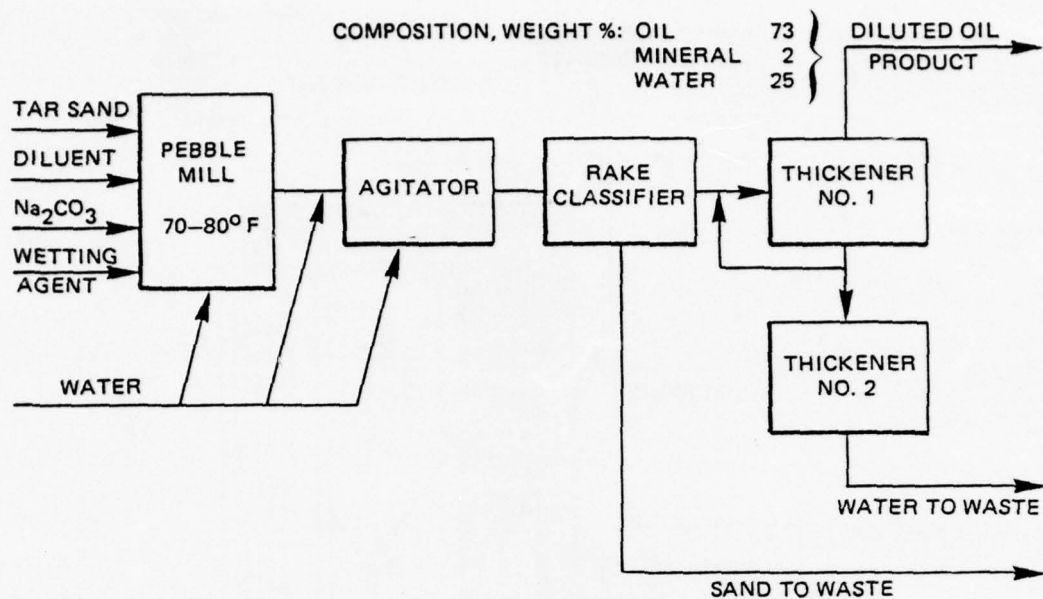 COMPOSITION, WEIGHT %: OIL 73
MINERAL 2
WATER 25
DILUTED OIL
PRODUCT
TAR SAND
DILUENT
Na₂CO₃
WETTING
AGENT
PEBBLE
MILL
70–80° F
AGITATOR
RAKE
CLASSIFIER
THICKENER
NO. 1
THICKENER
NO. 2
WATER
WATER TO WASTE
SAND TO WASTE